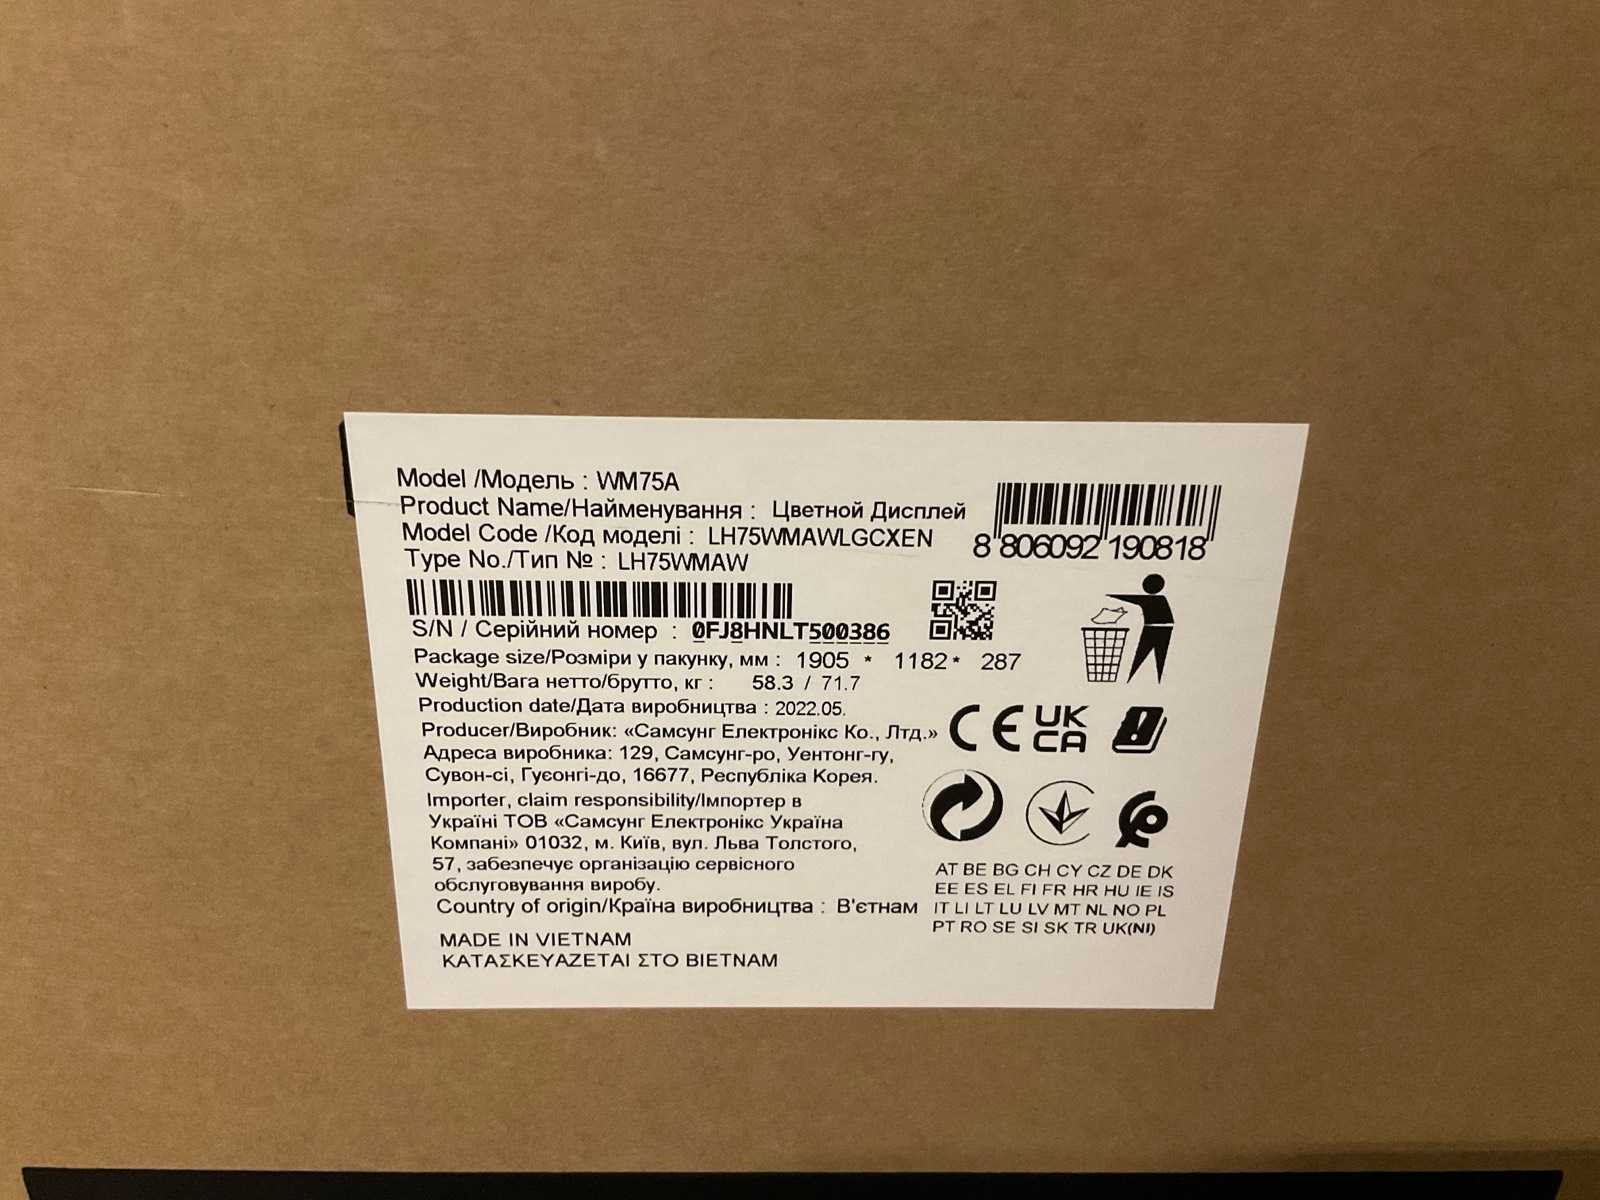 Model /Модель : WM75A
Product Name/Найменування : Цветной Дисплей
Model Code /Код моделі : LH75WMAWLGCXEN
Type No./Тип № : LH75WMAW
8 806092 190818
S/N / Серійний номер : 0FJ8HNLT500386
Package size/Розміри у пакунку, мм : 1905 * 1182 * 287
Weight/Вага нетто/брутто, кг : 58.3 / 71.7
Production date/Дата виробництва : 2022.05.
Producer/Виробник: «Самсунг Електронікс Ко., Лтд.»
Адреса виробника: 129, Самсунг-ро, Уентонг-гу,
Сувон-сі, Гусонгі-до, 16677, Республіка Корея.
Importer, claim responsibility/Імпортер в
Україні ТОВ «Самсунг Електронікс Україна
Компані» 01032, м. Київ, вул. Льва Толстого,
57, забезпечує організацію сервісного
обслуговування виробу.
Country of origin/Країна виробництва : В'єтнам
MADE IN VIETNAM
ΚΑΤΑΣΚΕΥΑΖΕΤΑΙ ΣΤΟ ΒΙΕΤΝΑΜ
CE UK
CA
AT BE BG CH CY CZ DE DK
EE ES EL FI FR HR HU IE IS
IT LI LT LU LV MT NL NO PL
PT RO SE SI SK TR UK(NI)